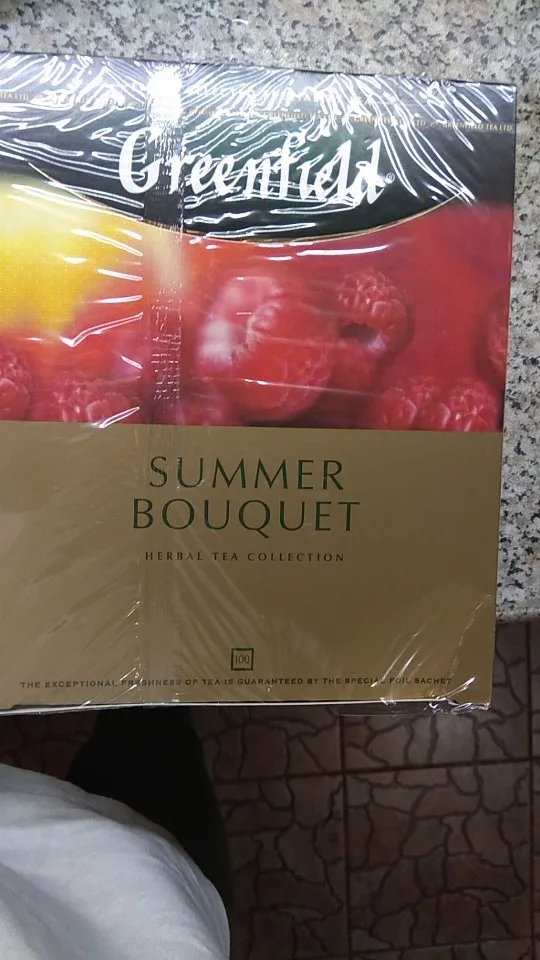 Greenfield
SUMMER
BOUQUET
HERBAL TEA COLLECTION
100
THE EXCEPTIONAL FRESHNESS OF TEA IS GUARANTEED BY THE SPECIAL FOIL SACHET